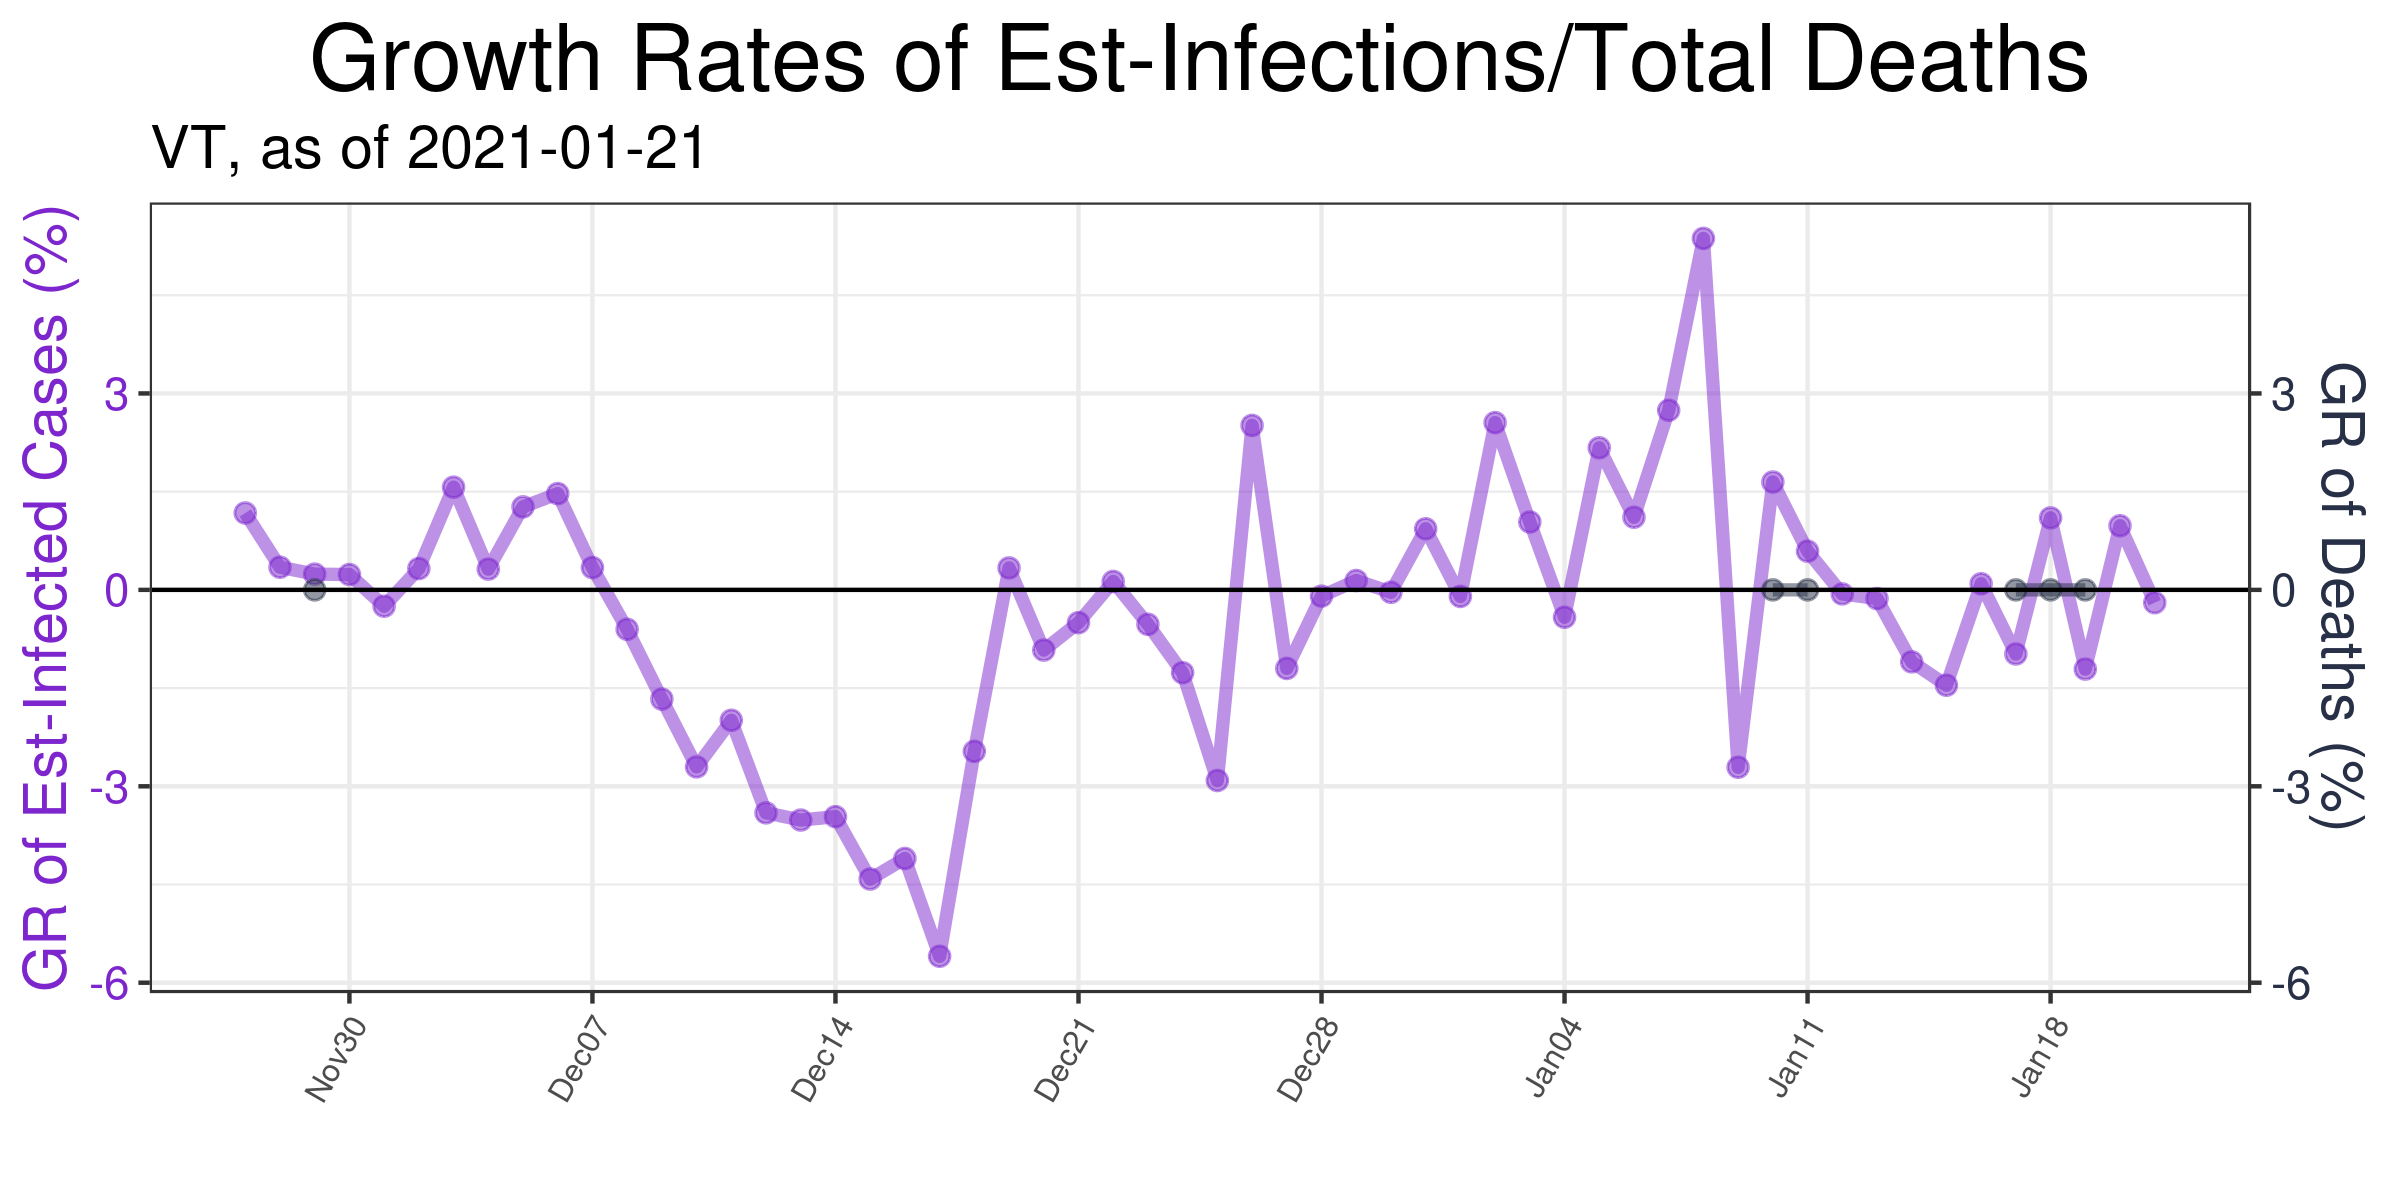 Growth Rates of Est-Infections/Total Deaths
VT, as of 2021-01-21
GR of Est-Infected Cases (%)
3
0
-3
-6
3
0
-3
-6
GR of Deaths (%)
Nov30
Dec07
Dec14
Dec21
Dec28
Jan04
Jan11
Jan18